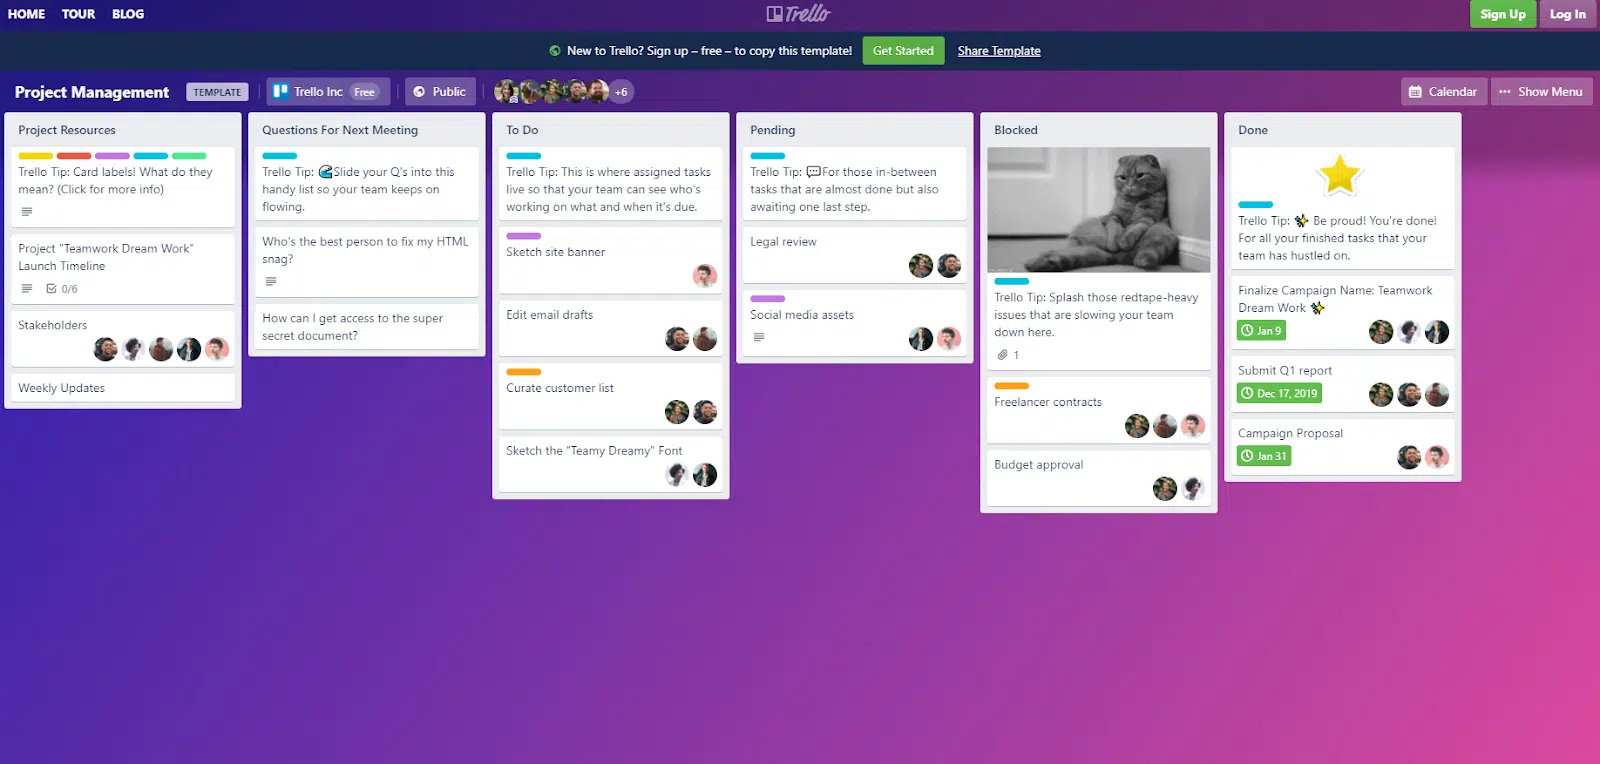 HOME TOUR BLOG
Trello
Sign Up Log In
New to Trello? Sign up – free – to copy this template! Get Started Share Template
Project Management TEMPLATE Trello Inc Free Public +6 Calendar Show Menu
Project Resources
Trello Tip: Card labels! What do they
mean? (Click for more info)
Project "Teamwork Dream Work"
Launch Timeline
0/6
Stakeholders
Weekly Updates
Questions For Next Meeting
Trello Tip: 🌊Slide your Q's into this
handy list so your team keeps on
flowing.
Who's the best person to fix my HTML
snag?
How can I get access to the super
secret document?
To Do
Trello Tip: This is where assigned tasks
live so that your team can see who's
working on what and when it's due.
Sketch site banner
Edit email drafts
Curate customer list
Sketch the "Teamy Dreamy" Font
Pending
Trello Tip: 💬For those in-between
tasks that are almost done but also
awaiting one last step.
Legal review
Social media assets
Blocked
Trello Tip: Splash those redtape-heavy
issues that are slowing your team
down here.
1
Freelancer contracts
Budget approval
Done
Trello Tip: ✨ Be proud! You're done!
For all your finished tasks that your
team has hustled on.
Finalize Campaign Name: Teamwork
Dream Work ✨
Jan 9
Submit Q1 report
Dec 17, 2019
Campaign Proposal
Jan 31